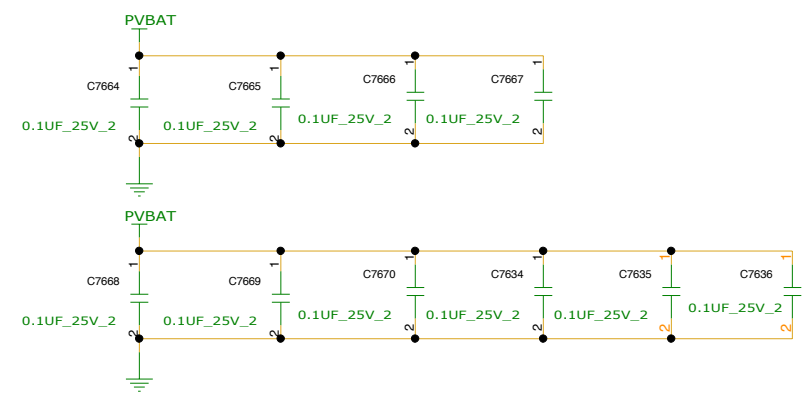 PVBAT
1 1 1 1
C7664 C7665 C7666 C7667
0.1UF_25V_2 0.1UF_25V_2 0.1UF_25V_2 0.1UF_25V_2
2 2 2 2
PVBAT
1 1 1 1 1 1
C7668 C7669 C7670 C7634 C7635 C7636
0.1UF_25V_2 0.1UF_25V_2 0.1UF_25V_2 0.1UF_25V_2 0.1UF_25V_2 0.1UF_25V_2
2 2 2 2 2 2